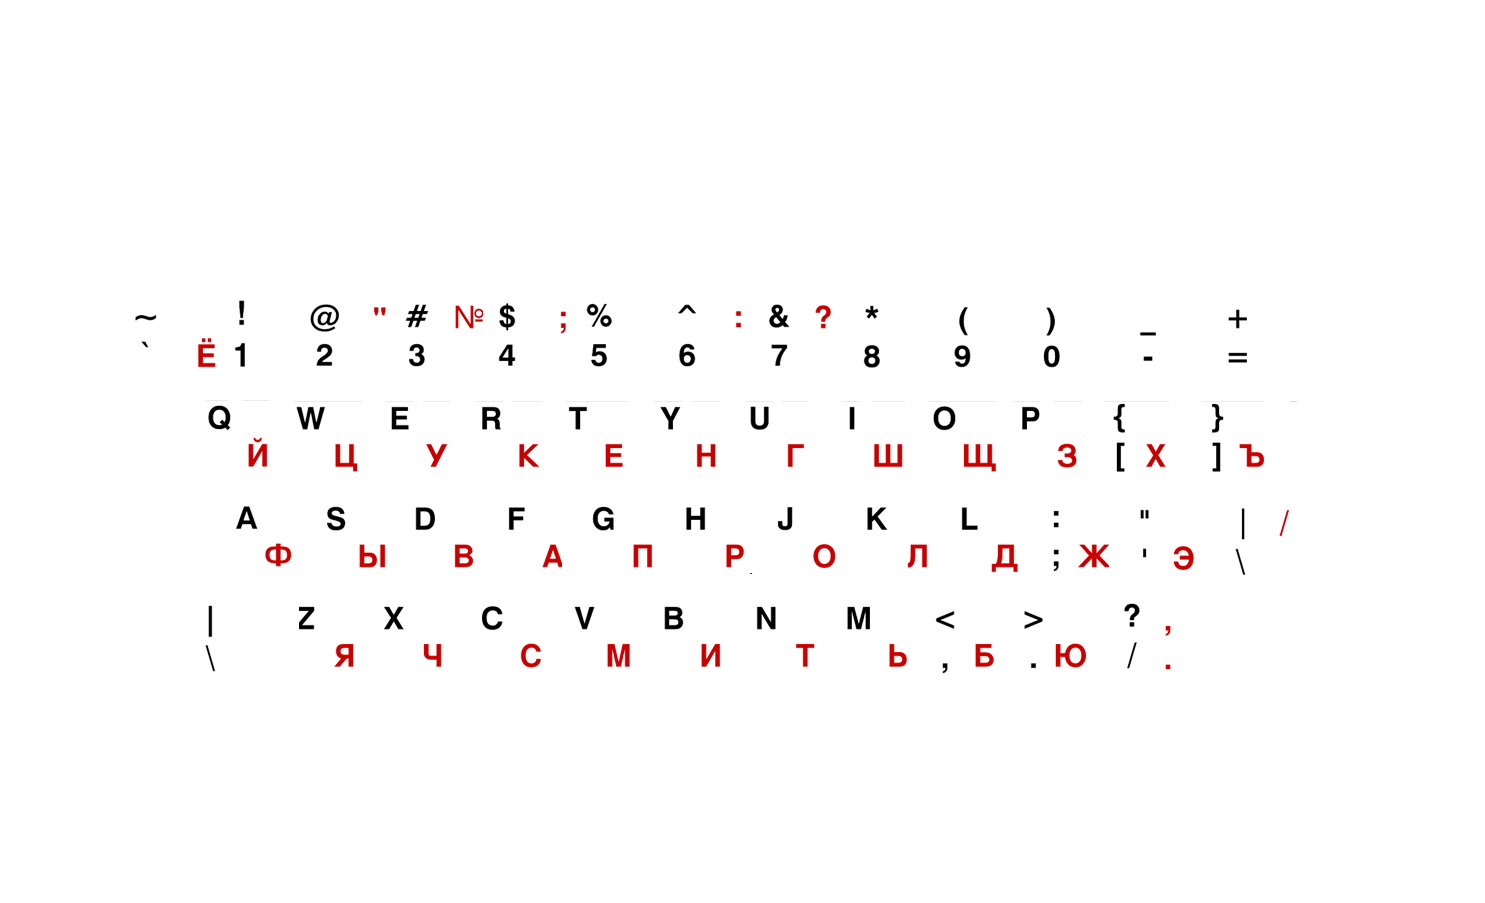 ~ ! @ " # № $ ; % ^ : & ? * ( ) _ +
` Ё 1 2 3 4 5 6 7 8 9 0 - =
Q W E R T Y U I O P { }
Й Ц У К Е Н Г Ш Щ З [ Х ] Ъ
A S D F G H J K L : " | /
Ф Ы В А П Р О Л Д ; Ж ' Э \
| Z X C V B N M < > ? ,
\ Я Ч С М И Т Ь , Б . Ю / .